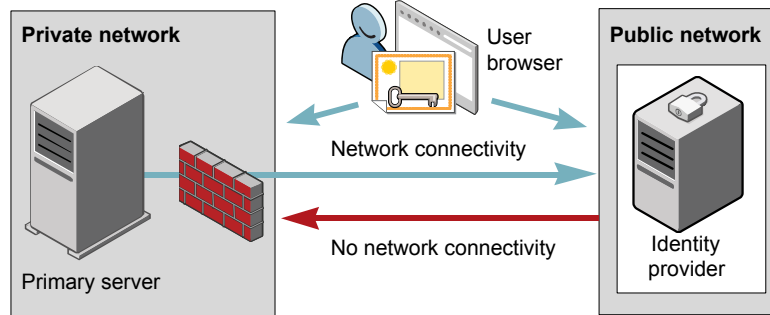 Private network
User
browser
Public network
Network connectivity
No network connectivity
Primary server
Identity
provider